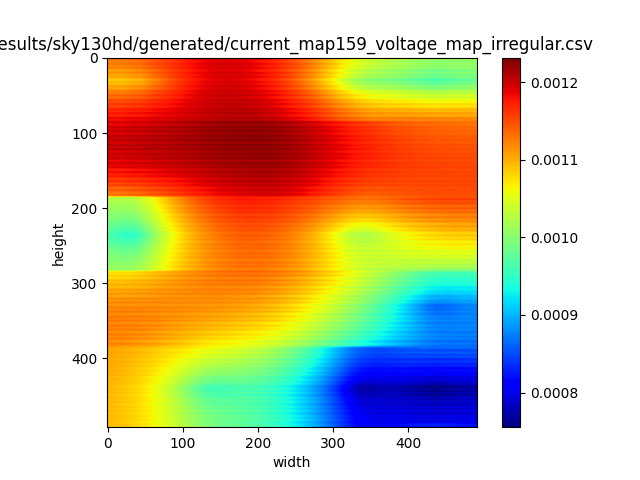 esults/sky130hd/generated/current_map159_voltage_map_irregular.csv
0
100
200
300
400
height
0 100 200 300 400
width
0.0012
0.0011
0.0010
0.0009
0.0008